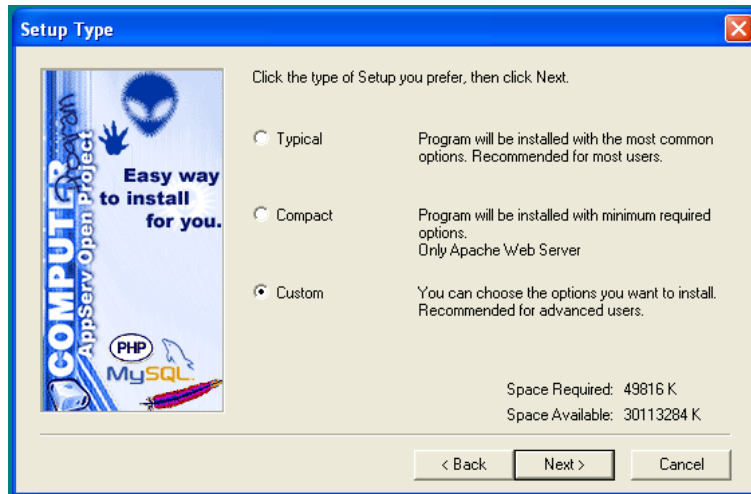 Setup Type
Click the type of Setup you prefer, then click Next.
Typical
Program will be installed with the most common
options. Recommended for most users.
Compact
Program will be installed with minimum required
options.
Only Apache Web Server
Custom
You can choose the options you want to install.
Recommended for advanced users.
COMPUTER
Program
AppServ Open Project
Easy way
to install
for you.
PHP
MySQL
Space Required: 49816 K
Space Available: 30113284 K
< Back
Next >
Cancel